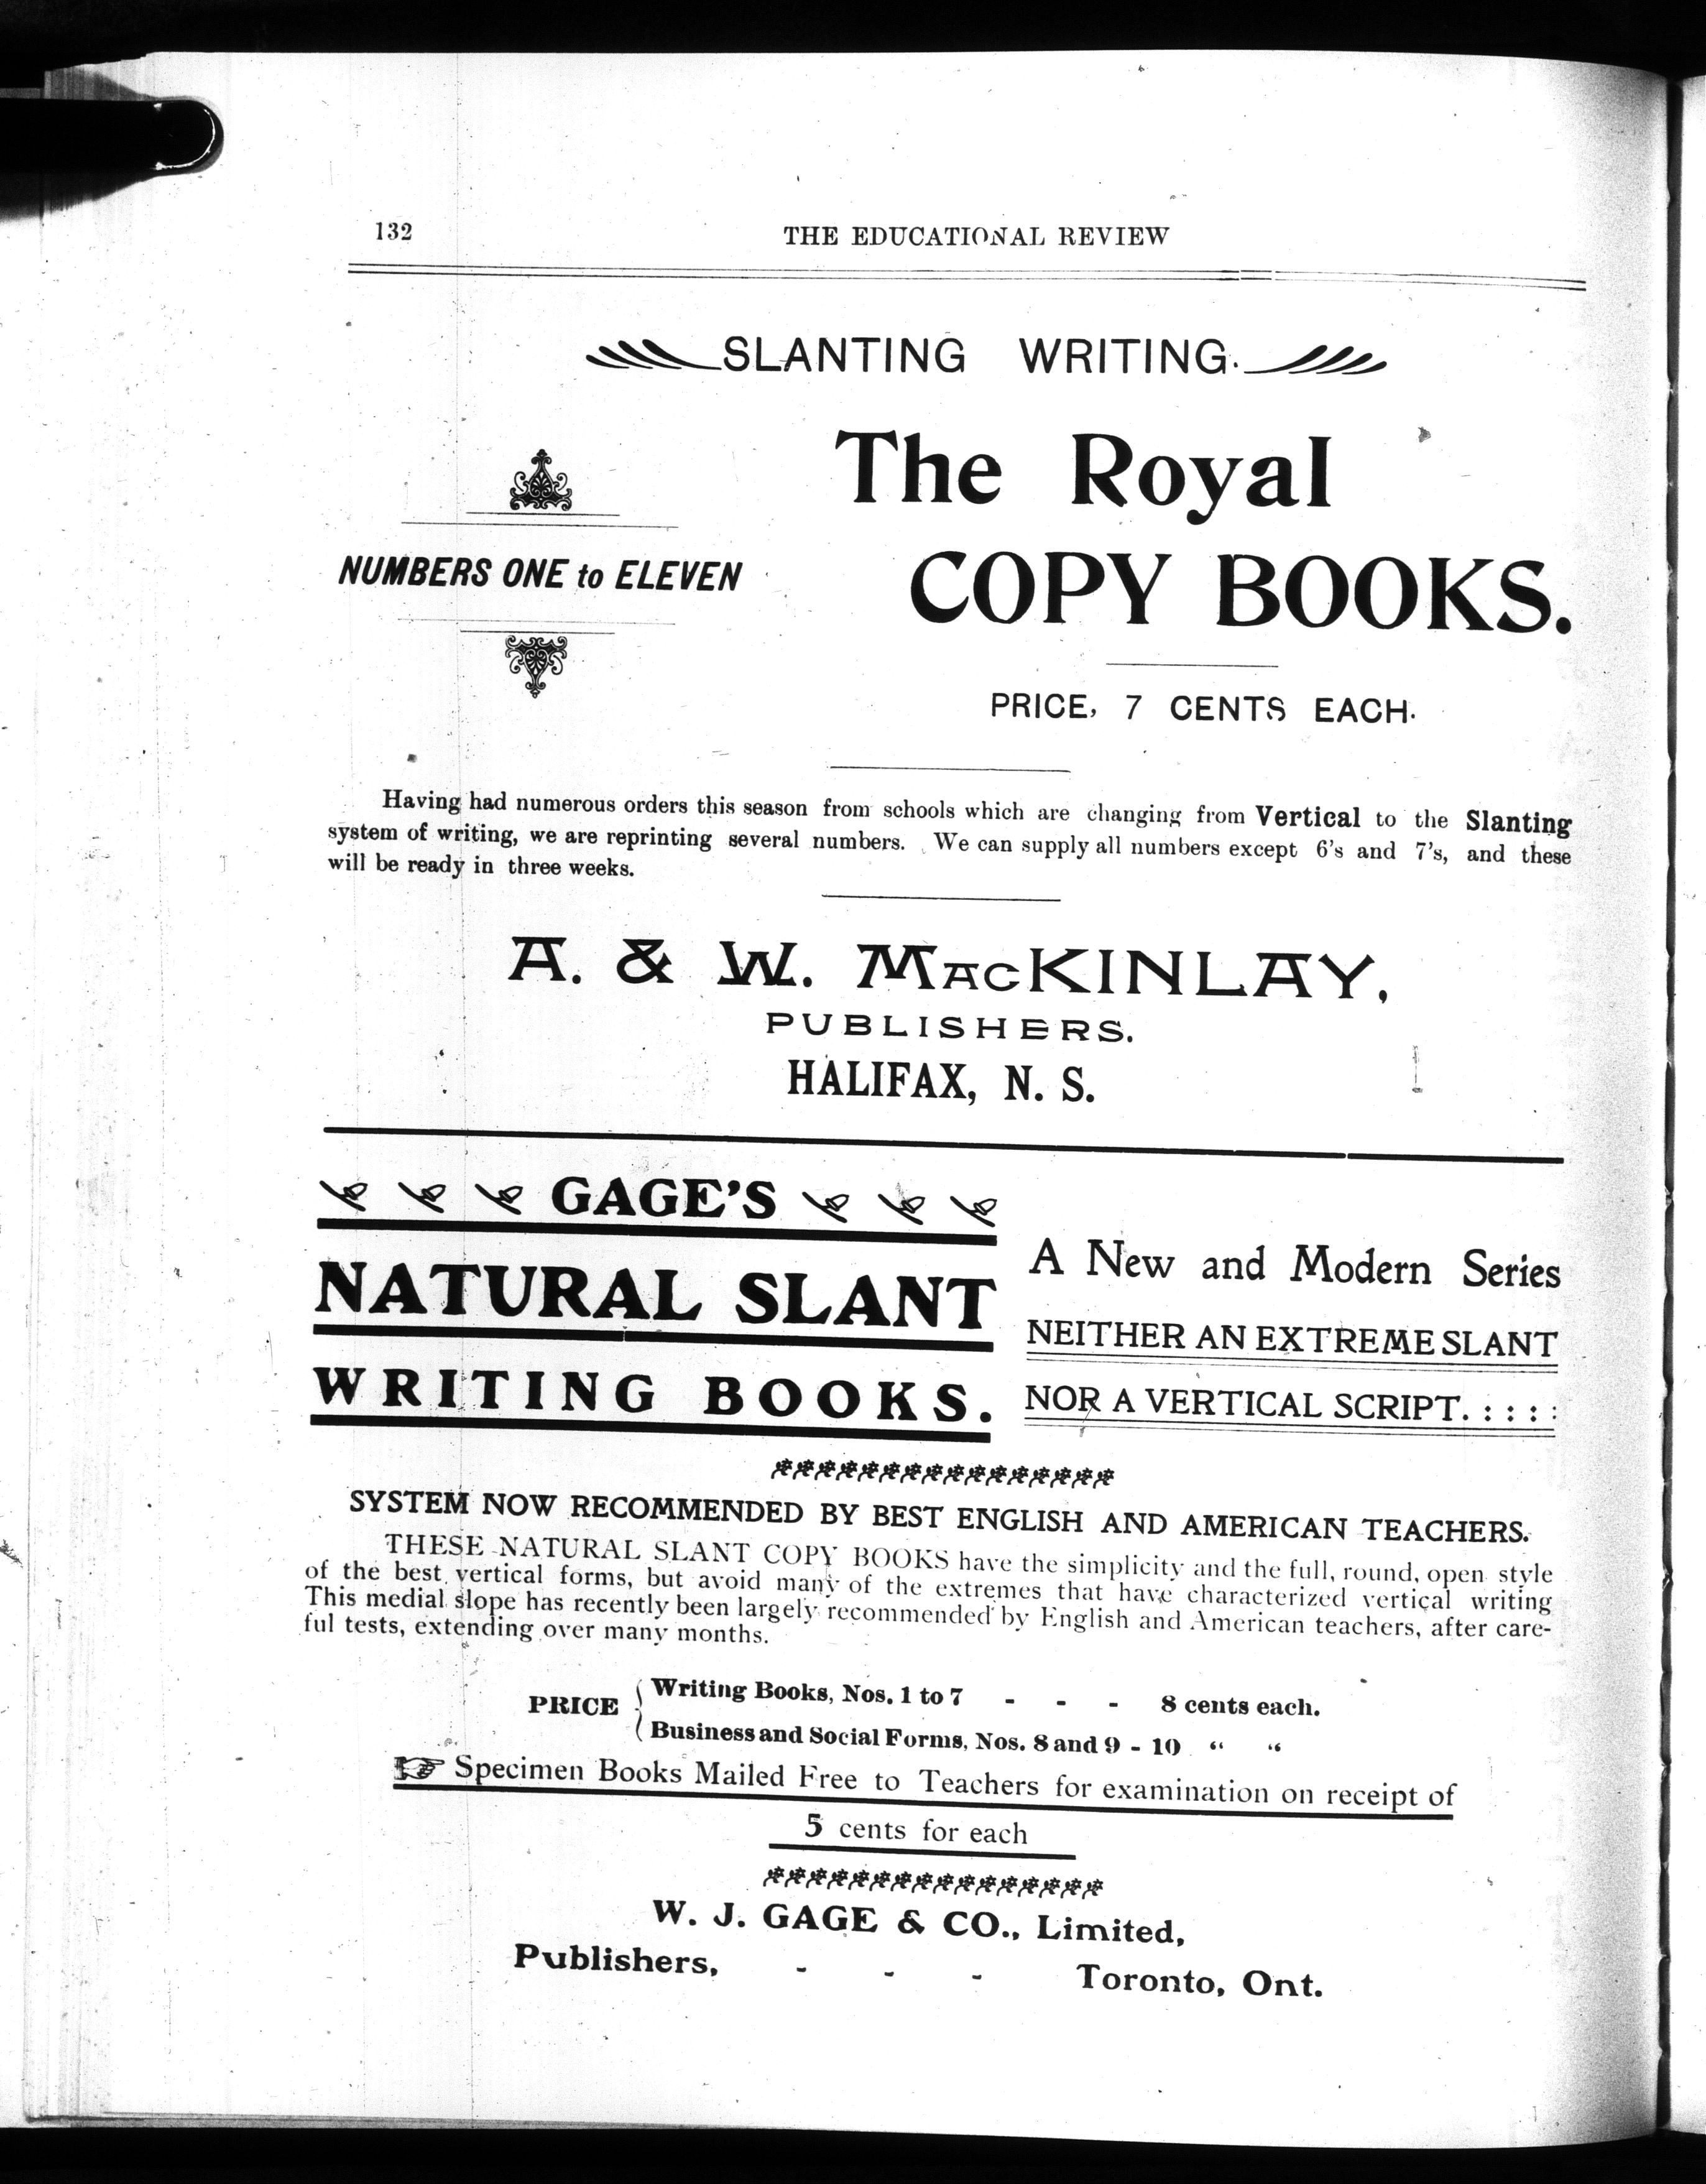 132
THE EDUCATIONAL REVIEW
SLANTING WRITING.
The Royal
COPY BOOKS.
NUMBERS ONE to ELEVEN
PRICE, 7 CENTS EACH.
Having had numerous orders this season from schools which are changing from Vertical to the Slanting
system of writing, we are reprinting several numbers. We can supply all numbers except 6's and 7's, and these
will be ready in three weeks.
A. & W. MacKINLAY,
PUBLISHERS.
HALIFAX, N. S.
GAGE'S
NATURAL SLANT
WRITING BOOKS.
A New and Modern Series
NEITHER AN EXTREME SLANT
NOR A VERTICAL SCRIPT. : : : :
SYSTEM NOW RECOMMENDED BY BEST ENGLISH AND AMERICAN TEACHERS.
THESE NATURAL SLANT COPY BOOKS have the simplicity and the full, round, open style
of the best vertical forms, but avoid many of the extremes that have characterized vertical writing
This medial slope has recently been largely recommended by English and American teachers, after care-
ful tests, extending over many months.
PRICE { Writing Books, Nos. 1 to 7 - - - 8 cents each.
Business and Social Forms, Nos. 8 and 9 - 10 " "
☞ Specimen Books Mailed Free to Teachers for examination on receipt of
5 cents for each
W. J. GAGE & CO., Limited,
Publishers, - - - Toronto, Ont.